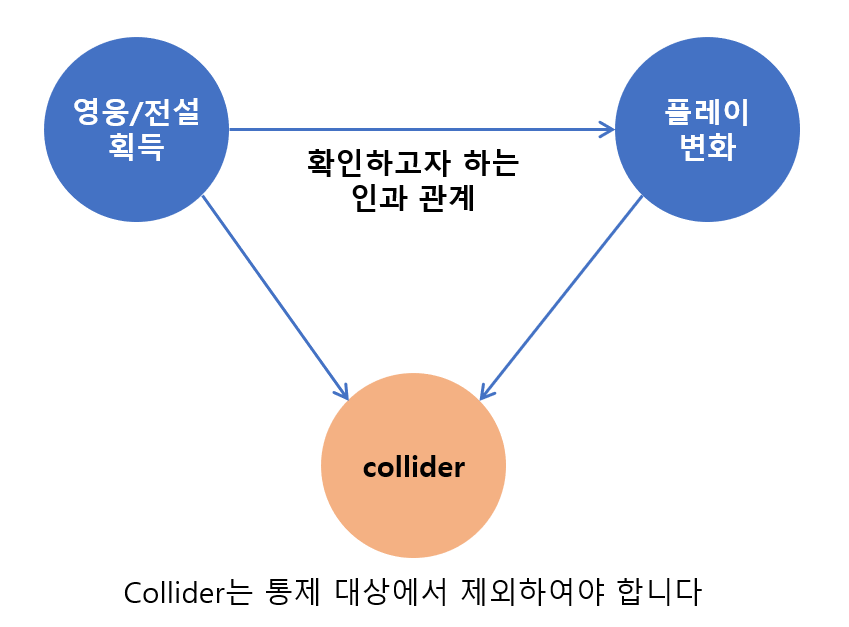 영웅/전설
획득
플레이
변화
확인하고자 하는
인과 관계
collider
Collider는 통제 대상에서 제외하여야 합니다